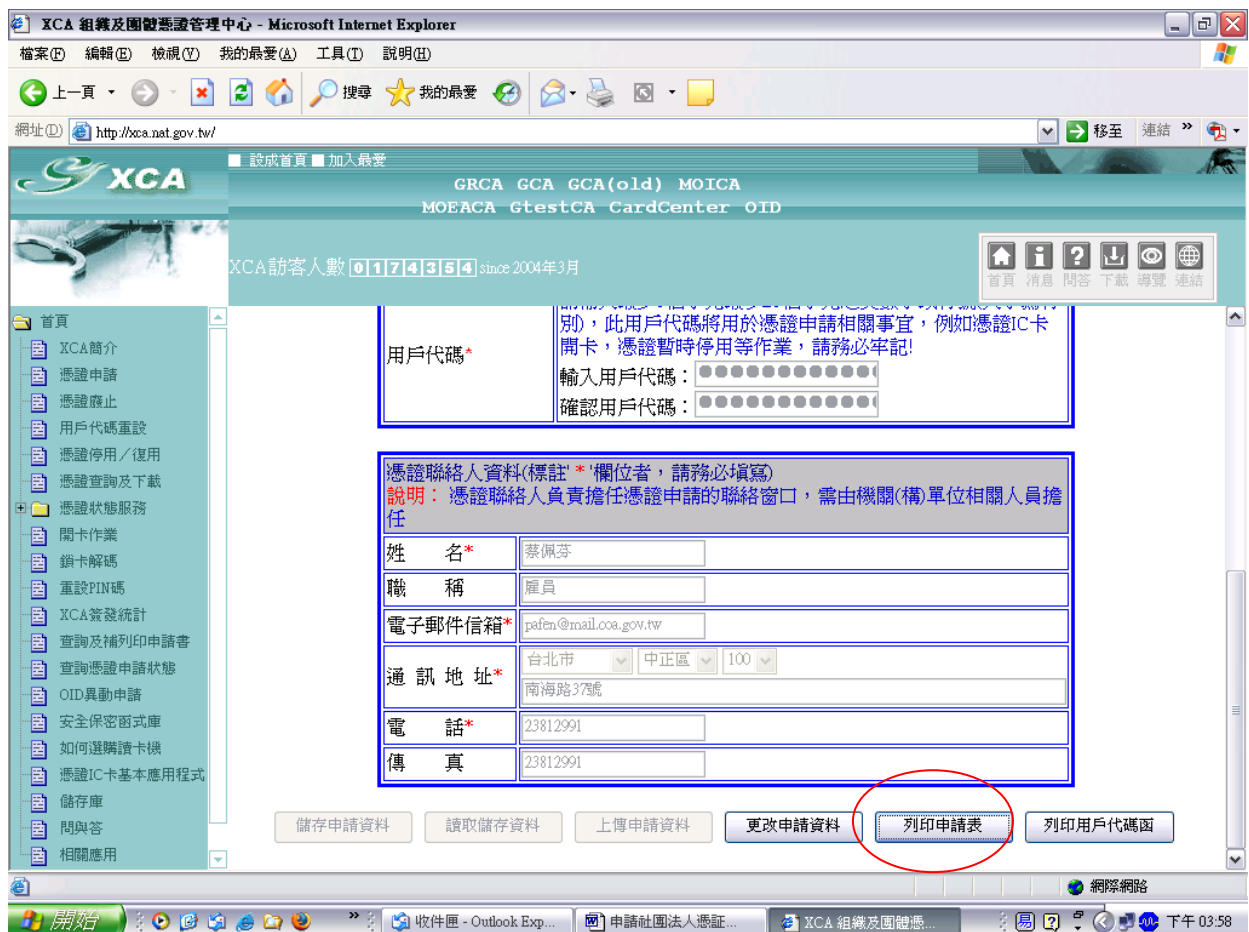 XCA 組織及團體憑證管理中心 - Microsoft Internet Explorer
檔案(F) 編輯(E) 檢視(V) 我的最愛(A) 工具(T) 說明(H)
上一頁 搜尋 我的最愛
網址(D) http://xca.nat.gov.tw/ 移至 連結 »
XCA
■ 設成首頁 ■ 加入最愛
GRCA GCA GCA(old) MOICA
MOEACA GtestCA CardCenter OID
XCA訪客人數 0174354 since 2004年3月
首頁 消息 問答 下載 導覽 連結
首頁
XCA簡介
憑證申請
憑證廢止
用戶代碼重設
憑證停用／復用
憑證查詢及下載
憑證狀態服務
開卡作業
鎖卡解碼
重設PIN碼
XCA簽發統計
查詢及補列印申請書
查詢憑證申請狀態
OID異動申請
安全保密函式庫
如何選購讀卡機
憑證IC卡基本應用程式
儲存庫
問與答
相關應用
用戶代碼*
別)，此用戶代碼將用於憑證申請相關事宜，例如憑證IC卡
開卡，憑證暫時停用等作業，請務必牢記!
輸入用戶代碼：
確認用戶代碼：
憑證聯絡人資料(標註' * '欄位者，請務必填寫)
說明： 憑證聯絡人負責擔任憑證申請的聯絡窗口，需由機關(構)單位相關人員擔
任
姓 名* 蔡佩芬
職 稱 雇員
電子郵件信箱* pafen@mail.coa.gov.tw
通 訊 地 址* 台北市 中正區 100
南海路37號
電 話* 23812991
傳 真 23812991
儲存申請資料 讀取儲存資料 上傳申請資料 更改申請資料 列印申請表 列印用戶代碼函
網際網路
開始 » 收件匣 - Outlook Exp... 申請社團法人憑証... XCA 組織及團體憑... 易 下午 03:58